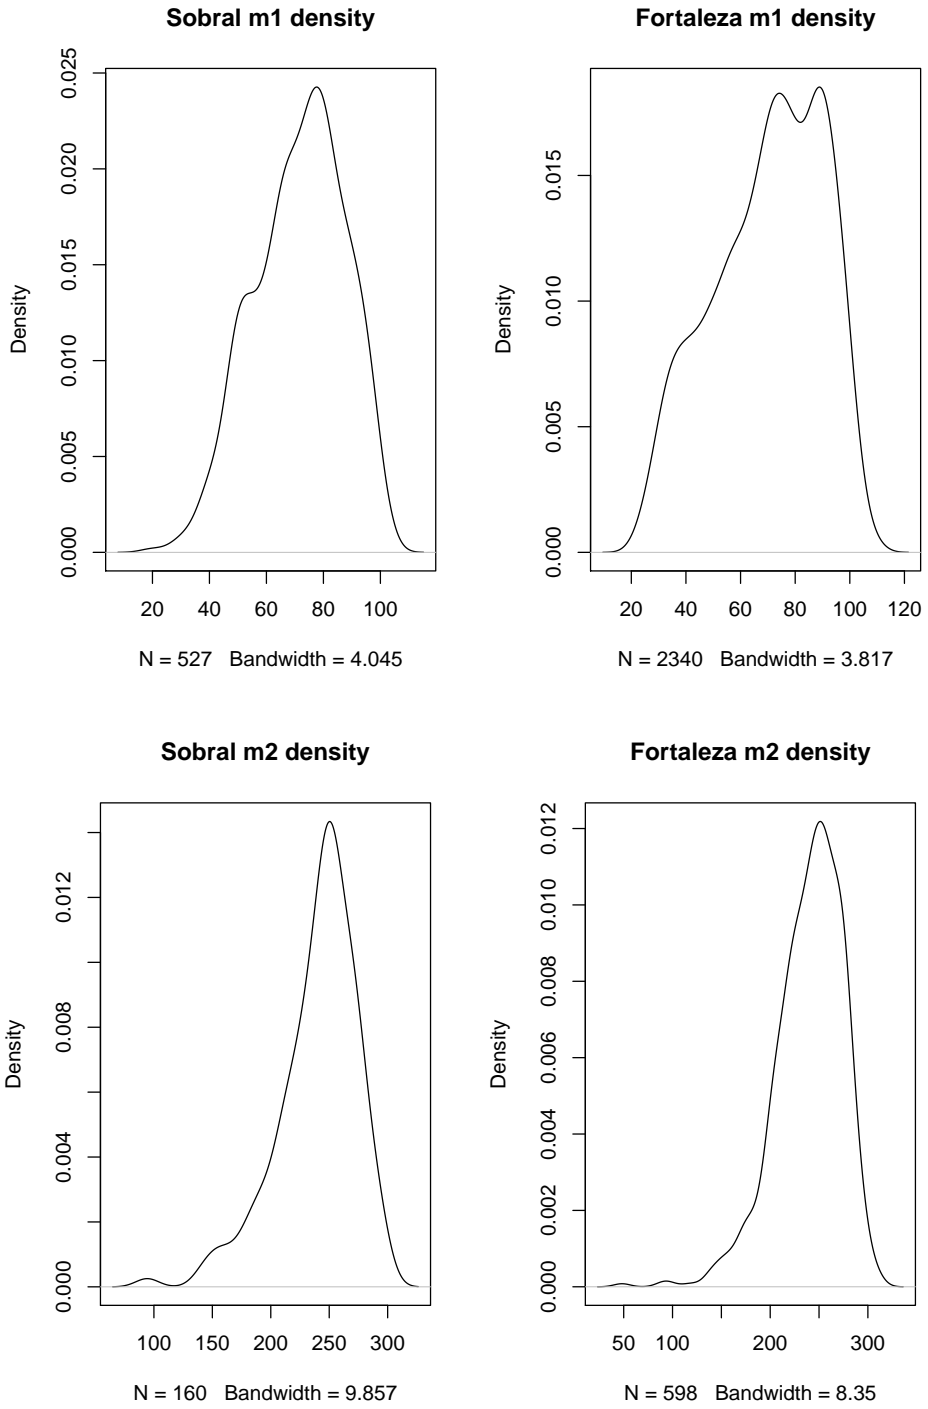 Sobral m1 density
Density
0.000 0.005 0.010 0.015 0.020 0.025
20 40 60 80 100
N = 527 Bandwidth = 4.045
Fortaleza m1 density
Density
0.000 0.005 0.010 0.015
20 40 60 80 100 120
N = 2340 Bandwidth = 3.817
Sobral m2 density
Density
0.000 0.004 0.008 0.012
100 150 200 250 300
N = 160 Bandwidth = 9.857
Fortaleza m2 density
Density
0.000 0.002 0.004 0.006 0.008 0.010 0.012
50 100 200 300
N = 598 Bandwidth = 8.35